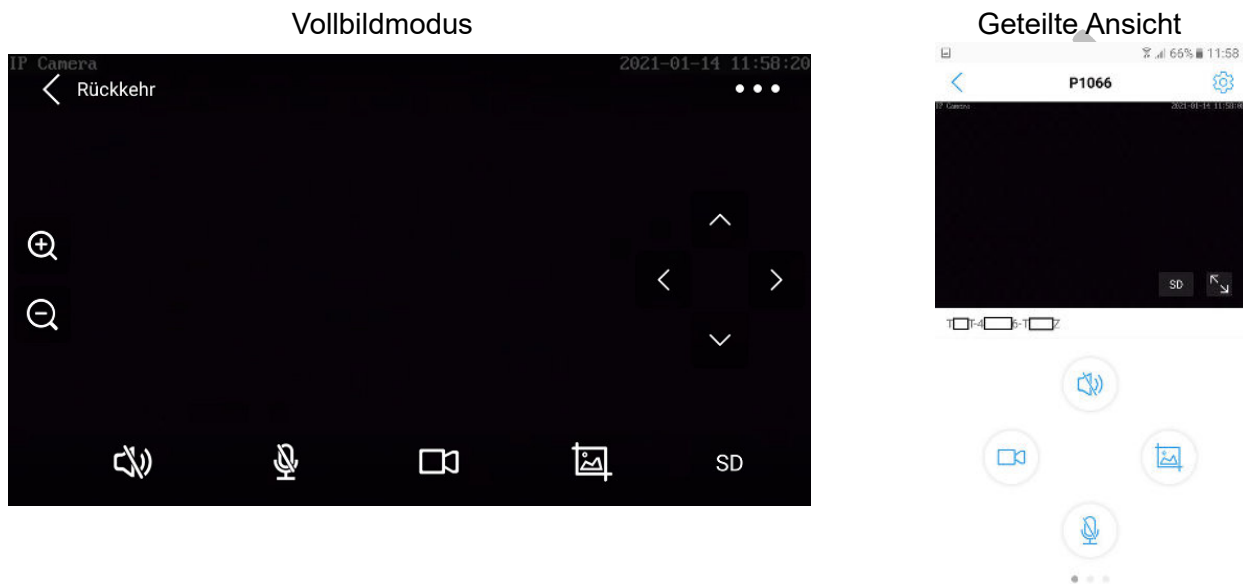 Vollbildmodus
IP Camera
2021-01-14 11:58:20
Rückkehr
SD
Geteilte Ansicht
66% 11:58
P1066
IP Camera
SD